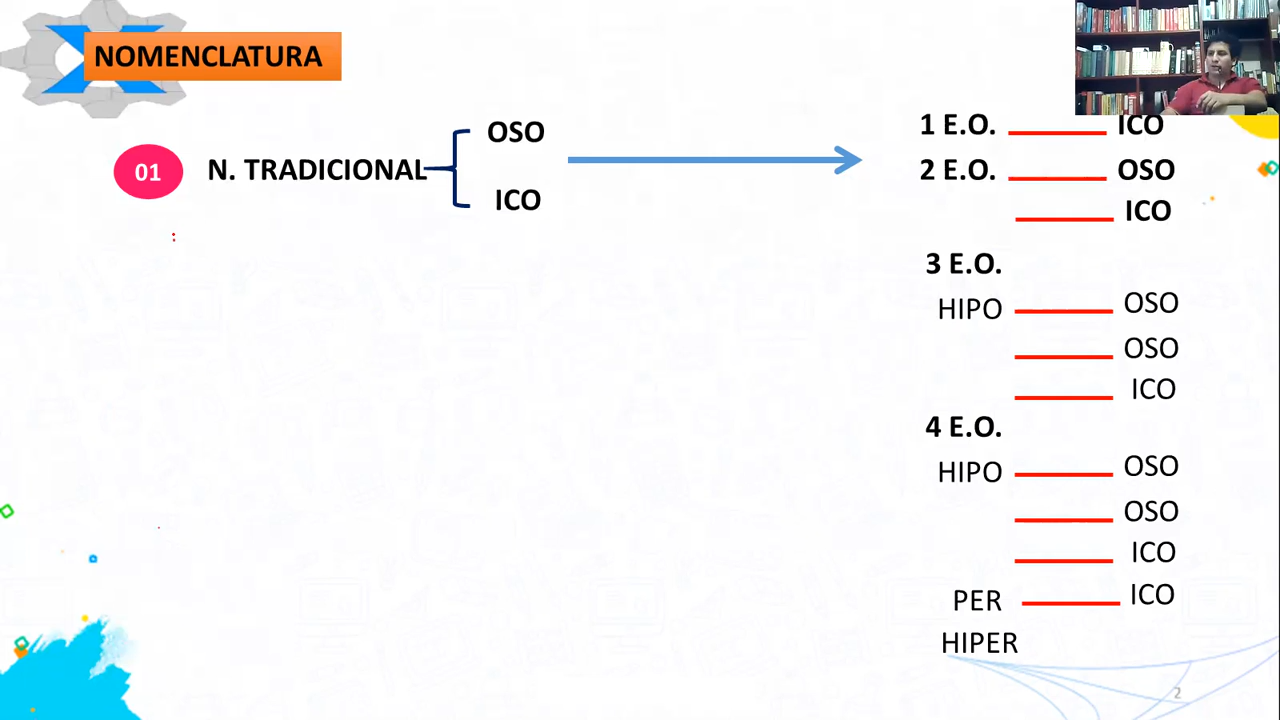 NOMENCLATURA
01 N. TRADICIONAL
OSO
ICO
1 E.O. ICO
2 E.O. OSO
ICO
3 E.O.
HIPO OSO
OSO
ICO
4 E.O.
HIPO OSO
OSO
ICO
PER ICO
HIPER
2